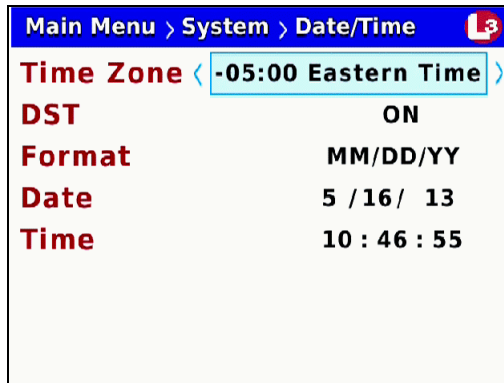 Main Menu > System > Date/Time L3
Time Zone < -05:00 Eastern Time >
DST ON
Format MM/DD/YY
Date 5 /16/ 13
Time 10 : 46 : 55